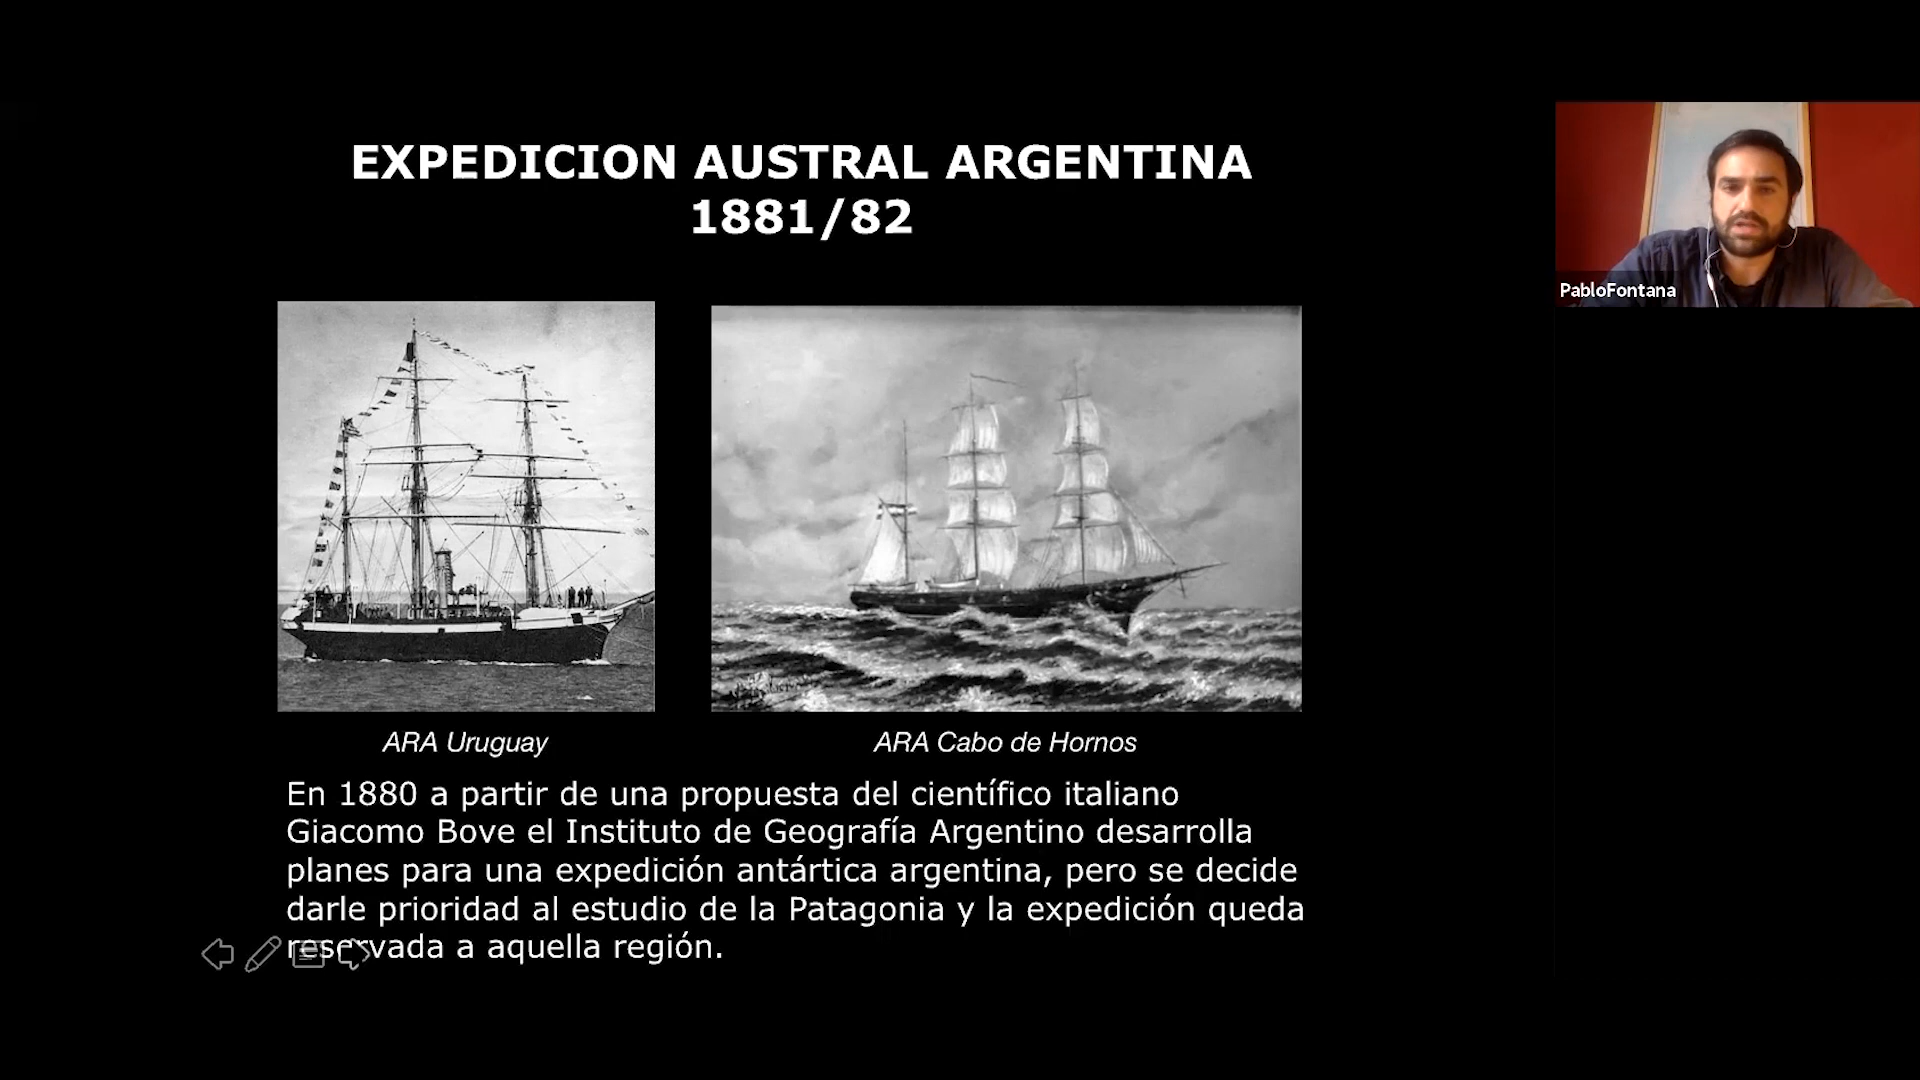 EXPEDICION AUSTRAL ARGENTINA
1881/82
PabloFontana
ARA Uruguay
ARA Cabo de Hornos
En 1880 a partir de una propuesta del científico italiano
Giacomo Bove el Instituto de Geografía Argentino desarrolla
planes para una expedición antártica argentina, pero se decide
darle prioridad al estudio de la Patagonia y la expedición queda
reservada a aquella región.